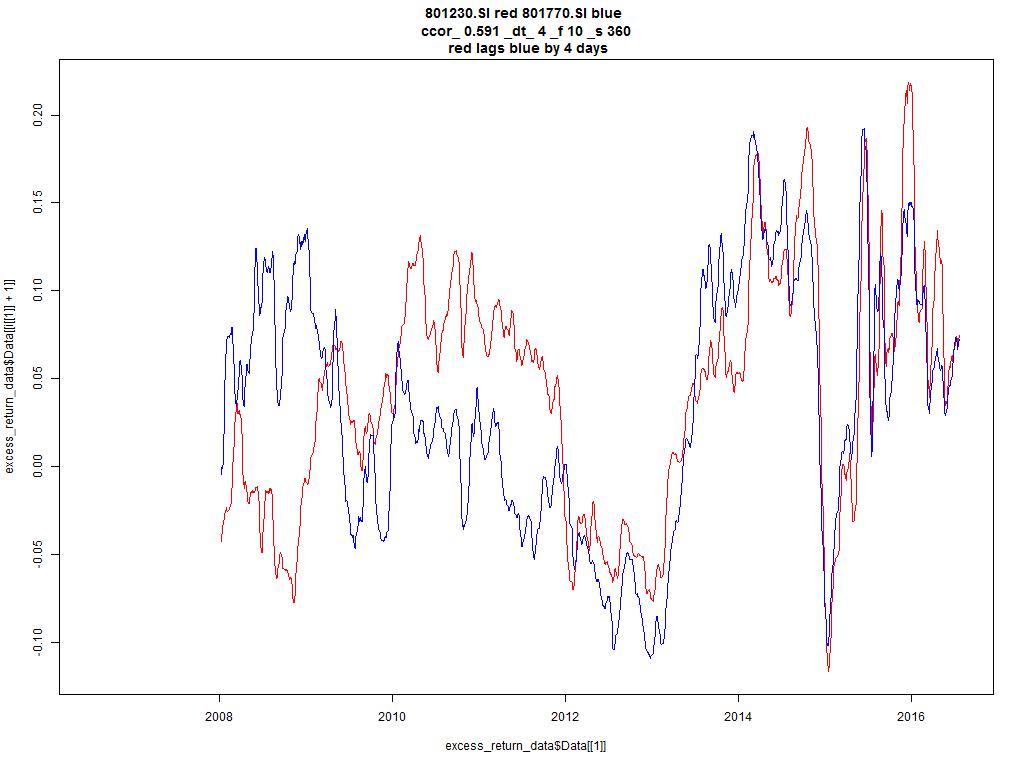 801230.SI red 801770.SI blue
ccor_ 0.591 _dt_ 4 _f 10 _s 360
red lags blue by 4 days
excess_return_data$Data[[i[1] + 1]]
0.20
0.15
0.10
0.05
0.00
-0.05
-0.10
2008
2010
2012
2014
2016
excess_return_data$Data[[1]]